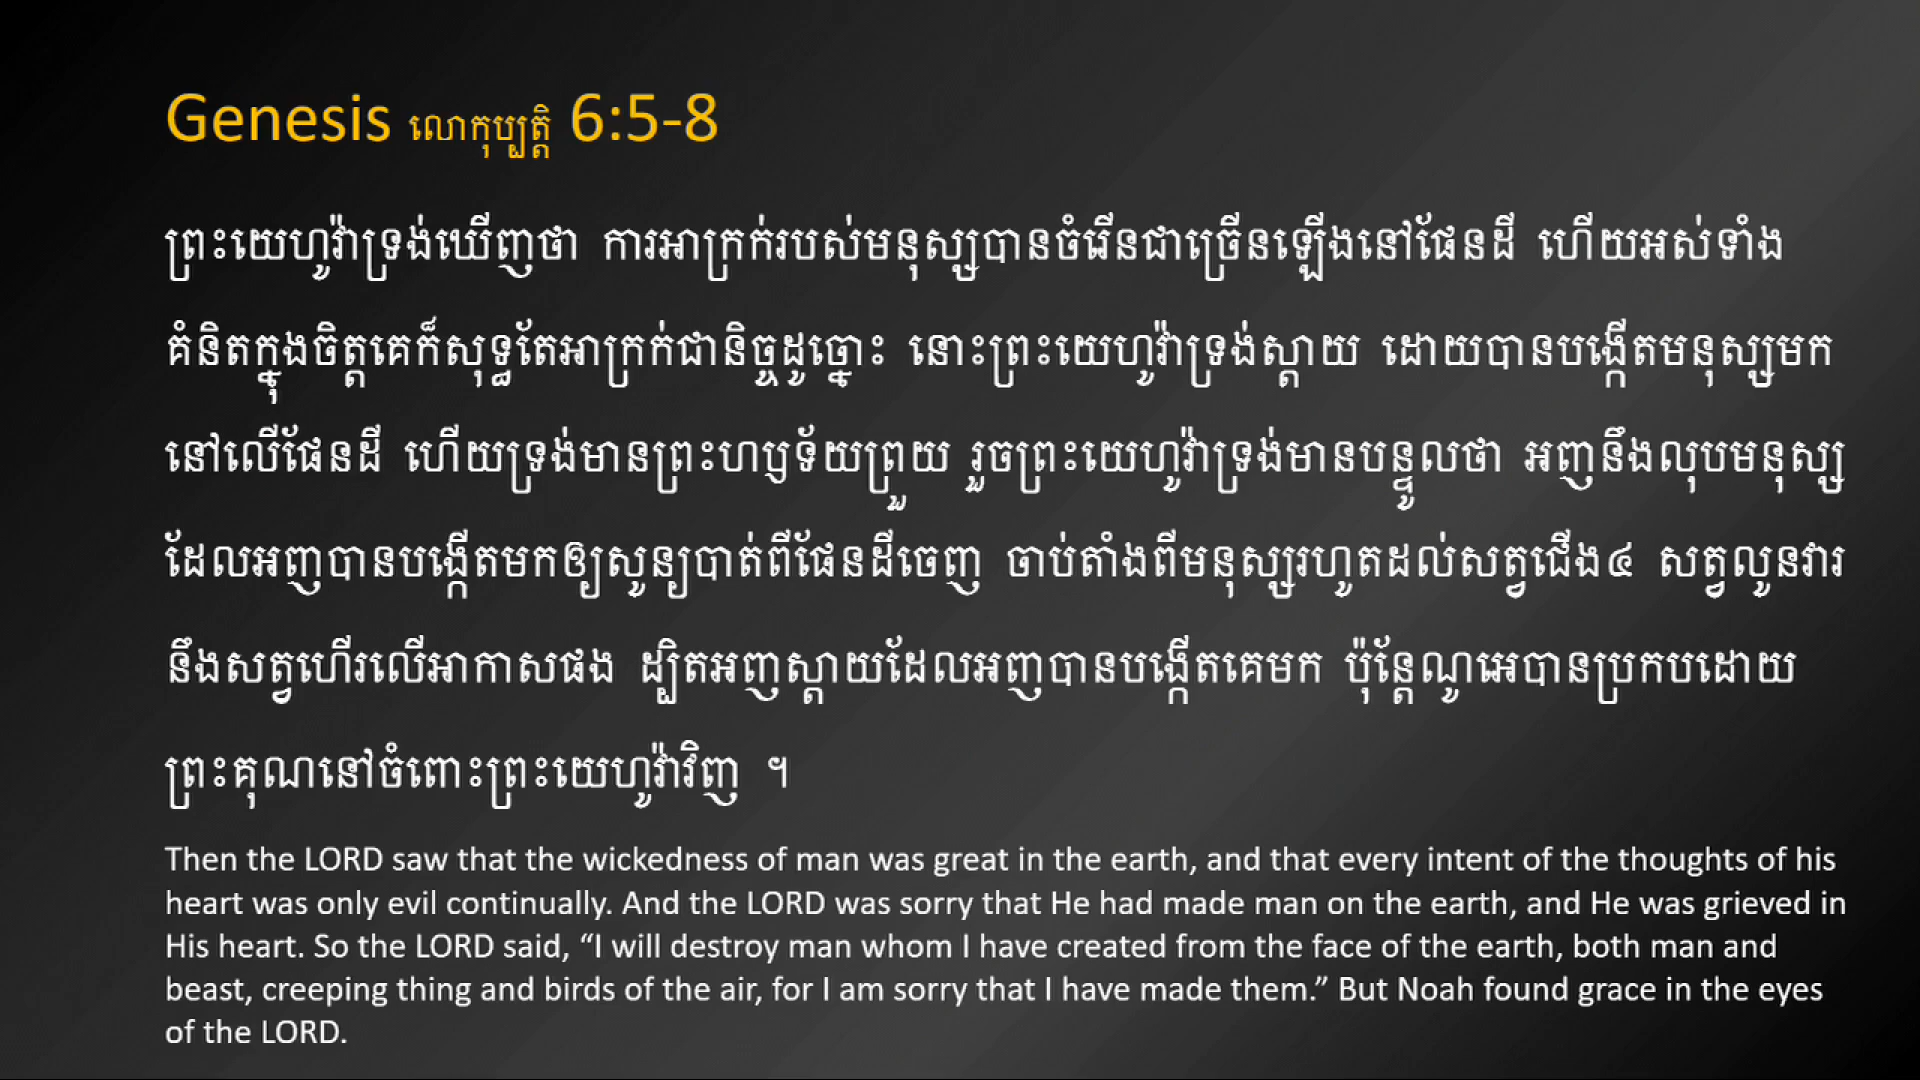 Genesis លោកុប្បត្តិ 6:5-8
ព្រះយេហូវ៉ាទ្រង់ឃើញថា ការអាក្រក់របស់មនុស្សបានចំរើនជាច្រើនឡើងនៅផែនដី ហើយអស់ទាំង
គំនិតក្នុងចិត្តគេក៏សុទ្ធតែអាក្រក់ជានិច្ចដូច្នោះ នោះព្រះយេហូវ៉ាទ្រង់ស្តាយ ដោយបានបង្កើតមនុស្សមក
នៅលើផែនដី ហើយទ្រង់មានព្រះហឫទ័យព្រួយ រួចព្រះយេហូវ៉ាទ្រង់មានបន្ទូលថា អញនឹងលុបមនុស្ស
ដែលអញបានបង្កើតមកឲ្យសូន្យបាត់ពីផែនដីចេញ ចាប់តាំងពីមនុស្សរហូតដល់សត្វជើង៤ សត្វលូនវារ
នឹងសត្វហើរលើអាកាសផង ដ្បិតអញស្តាយដែលអញបានបង្កើតគេមក ប៉ុន្តែណូអេបានប្រកបដោយ
ព្រះគុណនៅចំពោះព្រះយេហូវ៉ាវិញ ។
Then the LORD saw that the wickedness of man was great in the earth, and that every intent of the thoughts of his
heart was only evil continually. And the LORD was sorry that He had made man on the earth, and He was grieved in
His heart. So the LORD said, “I will destroy man whom I have created from the face of the earth, both man and
beast, creeping thing and birds of the air, for I am sorry that I have made them.” But Noah found grace in the eyes
of the LORD.